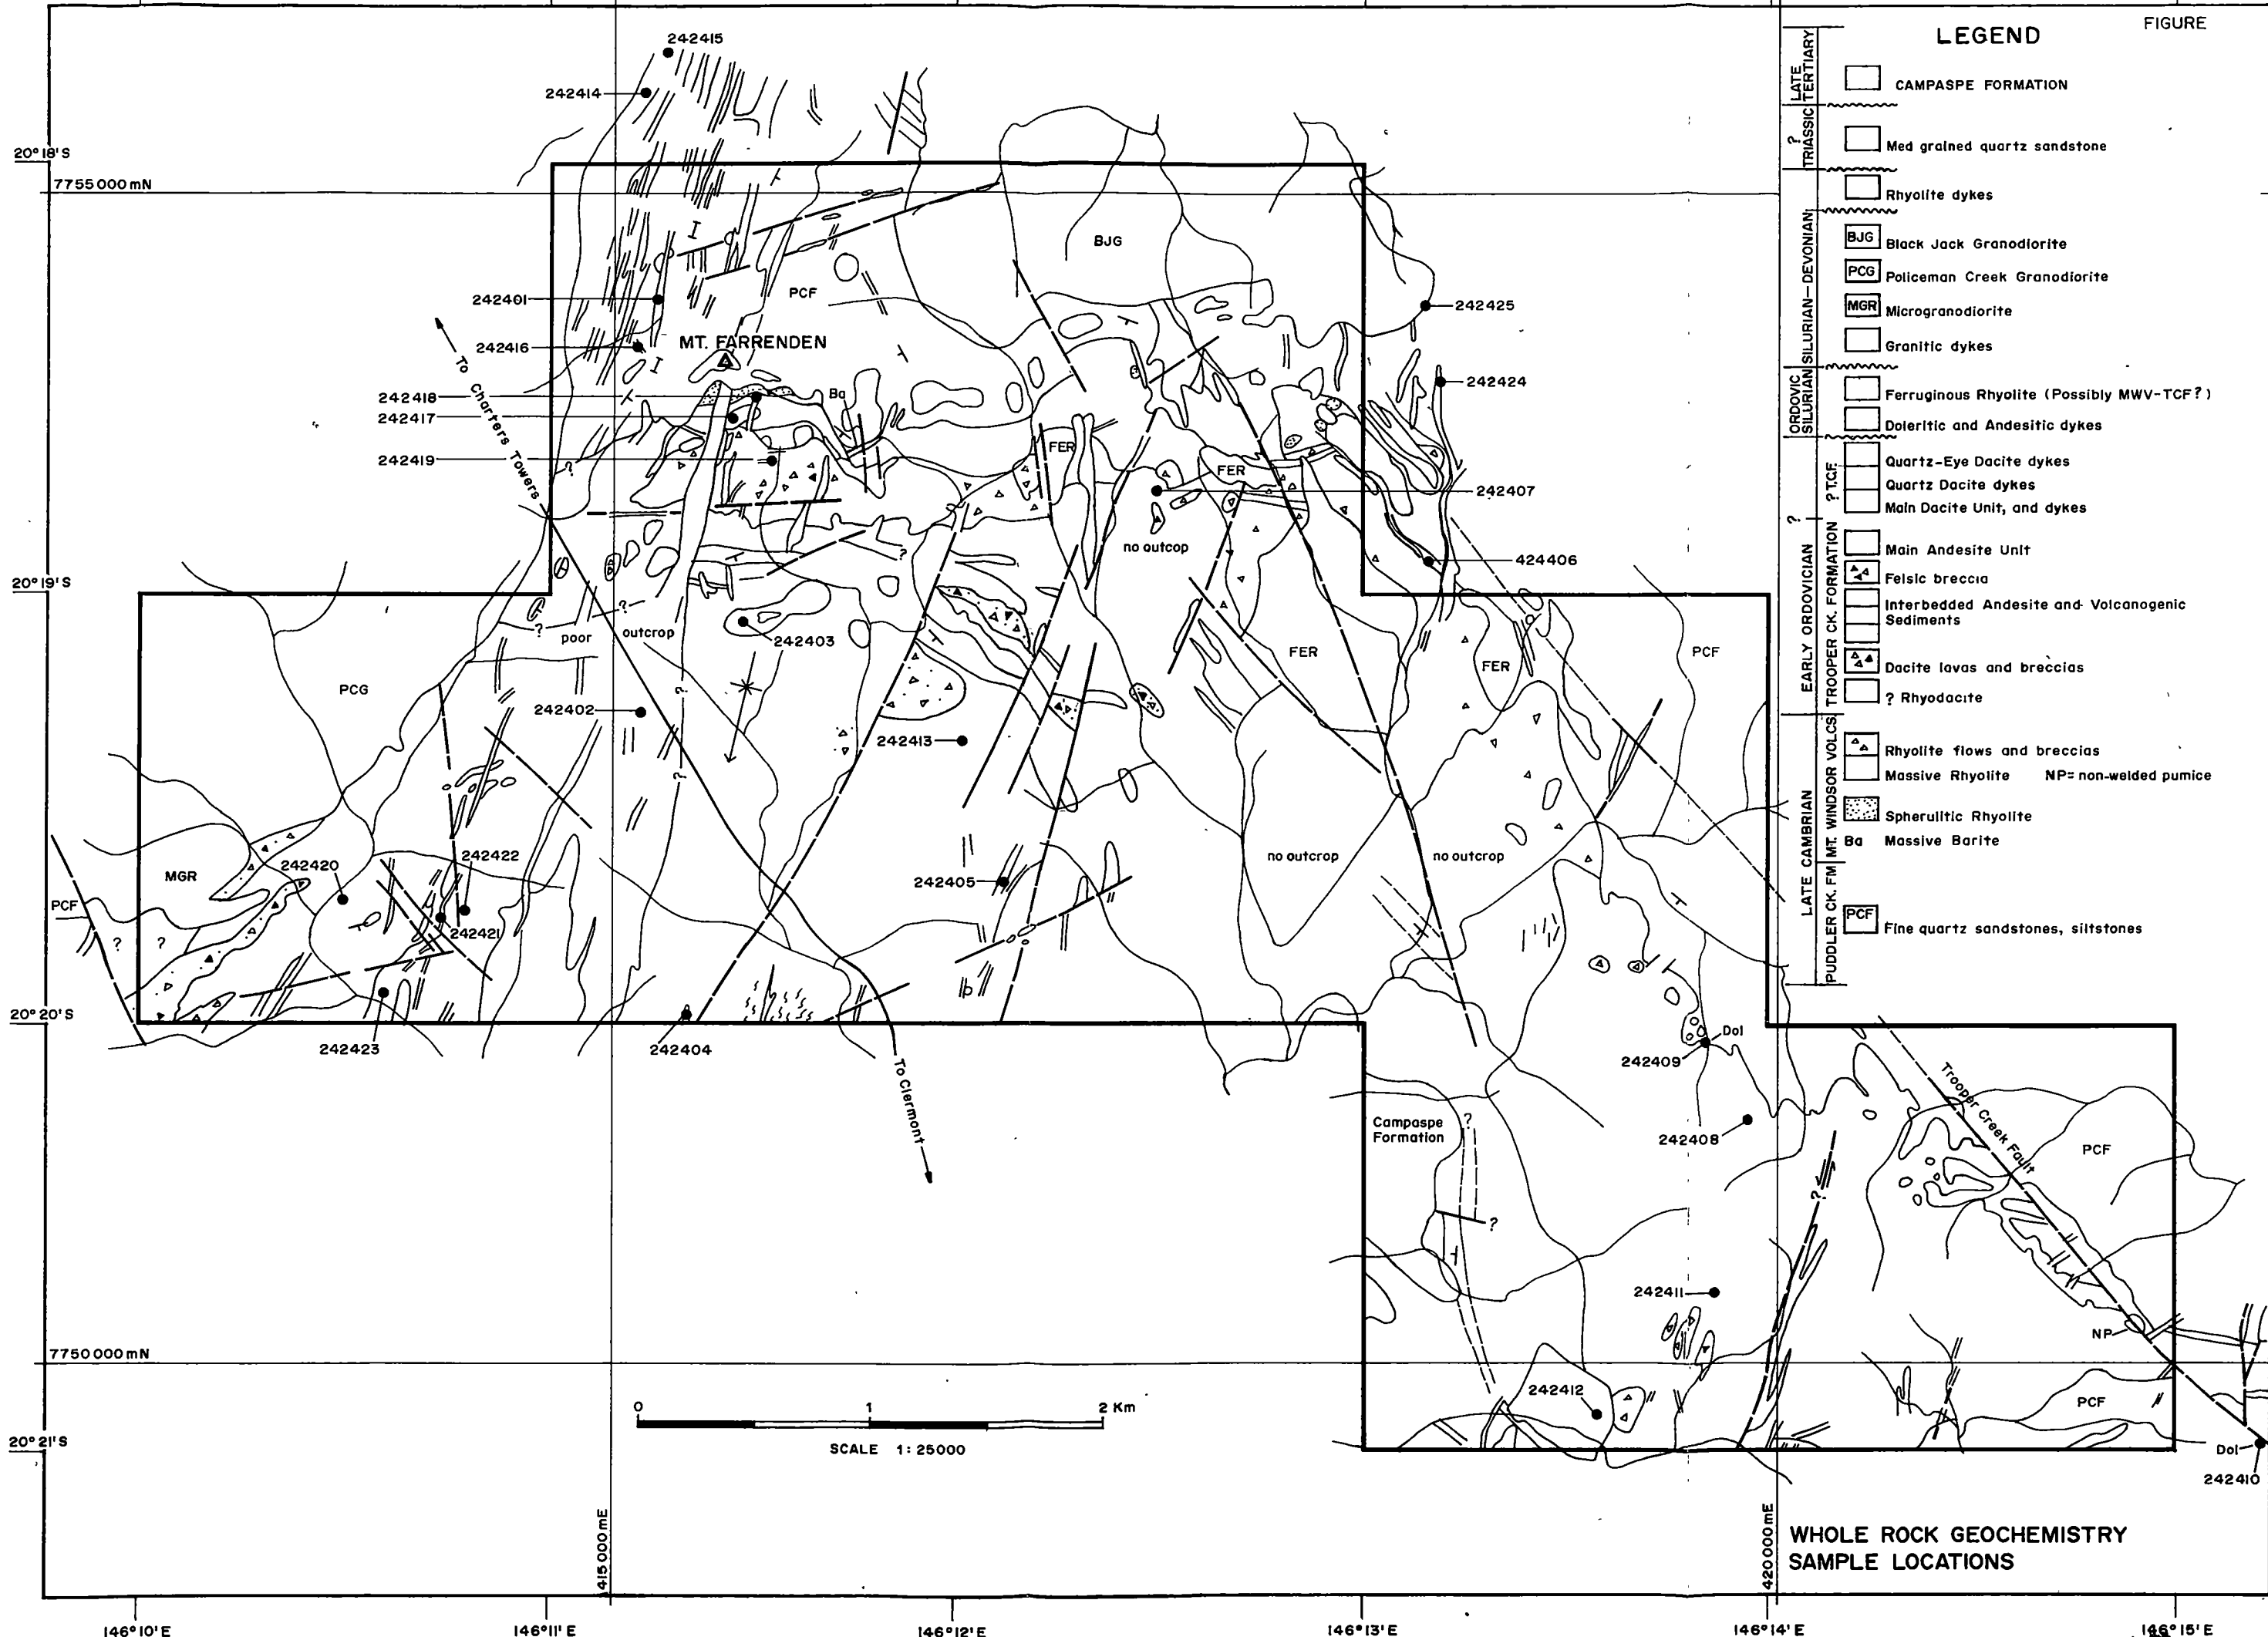 FIGURE
LEGEND
LATE TERTIARY
CAMPASPE FORMATION
? TRIASSIC
Med grained quartz sandstone
Rhyolite dykes
SILURIAN-DEVONIAN
BJG Black Jack Granodiorite
PCG Policeman Creek Granodiorite
MGR Microgranodiorite
Granitic dykes
ORDOVIC SILURIAN
Ferruginous Rhyolite (Possibly MWV-TCF?)
Doleritic and Andesitic dykes
? T.C.F.
Quartz-Eye Dacite dykes
Quartz Dacite dykes
Main Dacite Unit, and dykes
?
EARLY ORDOVICIAN
TROOPER CK. FORMATION
Main Andesite Unit
Felsic breccia
Interbedded Andesite and Volcanogenic
Sediments
Dacite lavas and breccias
? Rhyodacite
LATE CAMBRIAN
MT. WINDSOR VOLCS.
Rhyolite flows and breccias
Massive Rhyolite NP= non-welded pumice
Spherulitic Rhyolite
Ba Massive Barite
PUDDLER CK. FM
PCF Fine quartz sandstones, siltstones
242415
242414
20°18'S
7755000mN
BJG
PCF
242401
242425
MT. FARRENDEN
242416
To Charters Towers
242424
242418
Ba
242417
FER
242419
FER
242407
?
no outcop
?
424406
20°19'S
?
?
poor outcrop
242403
FER
FER
PCF
PCG
?
242402
242413
?
no outcrop
no outcrop
242422
242420
MGR
242405
PCF
? ?
242421
20°20'S
242423
242404
Dol
242409
To Clermont
Trooper Creek Fault
Campaspe
Formation
?
242408
PCF
?
?
242411
NP
7750000mN
242412
PCF
0 1 2 Km
SCALE 1:25000
20°21'S
Dol
242410
415000mE
420000mE
WHOLE ROCK GEOCHEMISTRY
SAMPLE LOCATIONS
146°10'E 146°11'E 146°12'E 146°13'E 146°14'E 146°15'E